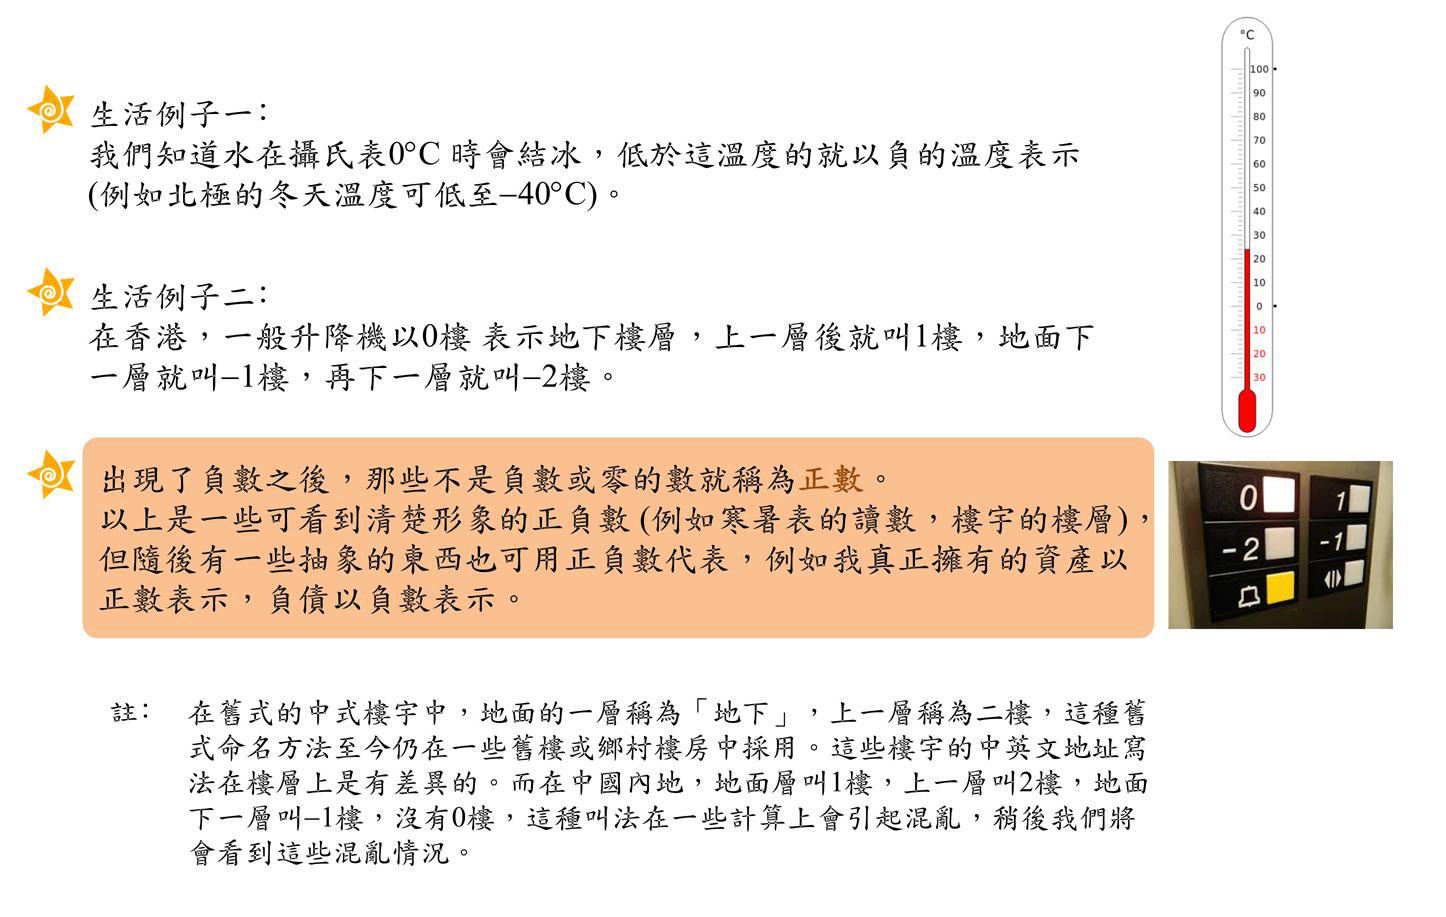 生活例子一：
我們知道水在攝氏表0°C 時會結冰，低於這溫度的就以負的溫度表示
(例如北極的冬天溫度可低至–40°C)。
生活例子二：
在香港，一般升降機以0樓 表示地下樓層，上一層後就叫1樓，地面下
一層就叫–1樓，再下一層就叫–2樓。
出現了負數之後，那些不是負數或零的數就稱為正數。
以上是一些可看到清楚形象的正負數 (例如寒暑表的讀數，樓宇的樓層)，
但隨後有一些抽象的東西也可用正負數代表，例如我真正擁有的資產以
正數表示，負債以負數表示。
註：
在舊式的中式樓宇中，地面的一層稱為「地下」，上一層稱為二樓，這種舊
式命名方法至今仍在一些舊樓或鄉村樓房中採用。這些樓宇的中英文地址寫
法在樓層上是有差異的。而在中國內地，地面層叫1樓，上一層叫2樓，地面
下一層叫–1樓，沒有0樓，這種叫法在一些計算上會引起混亂，稍後我們將
會看到這些混亂情況。
°C
100
90
80
70
60
50
40
30
20
10
0
10
20
30
0 1
-2 -1